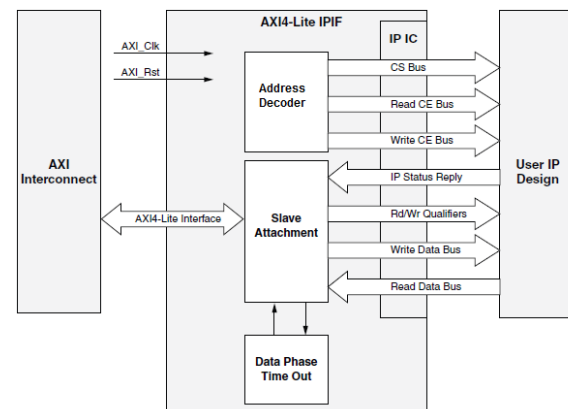 AXI4-Lite IPIF
IP IC
AXI_Clk
AXI_Rst
Address
Decoder
CS Bus
Read CE Bus
Write CE Bus
AXI
Interconnect
User IP
Design
IP Status Reply
AXI4-Lite Interface
Slave
Attachment
Rd/Wr Qualifiers
Write Data Bus
Read Data Bus
Data Phase
Time Out